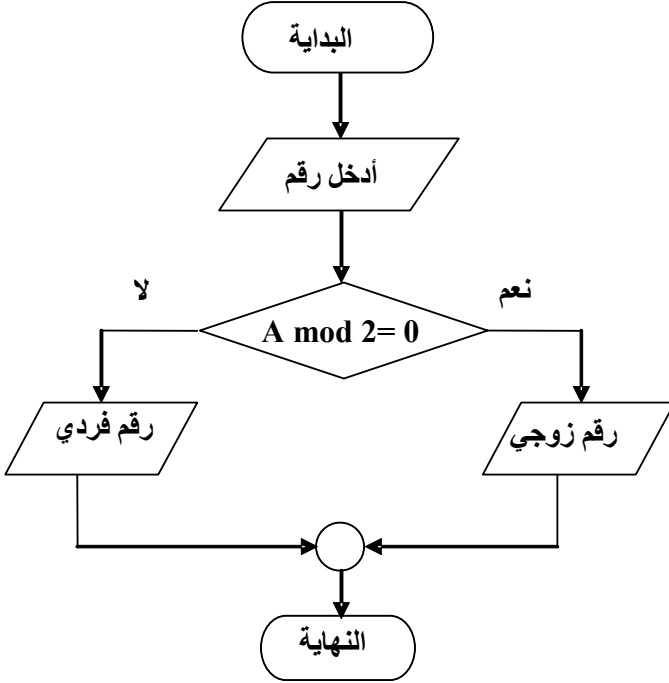 البداية
أدخل رقم
نعم
لا
A mod 2= 0
رقم زوجي
رقم فردي
النهاية